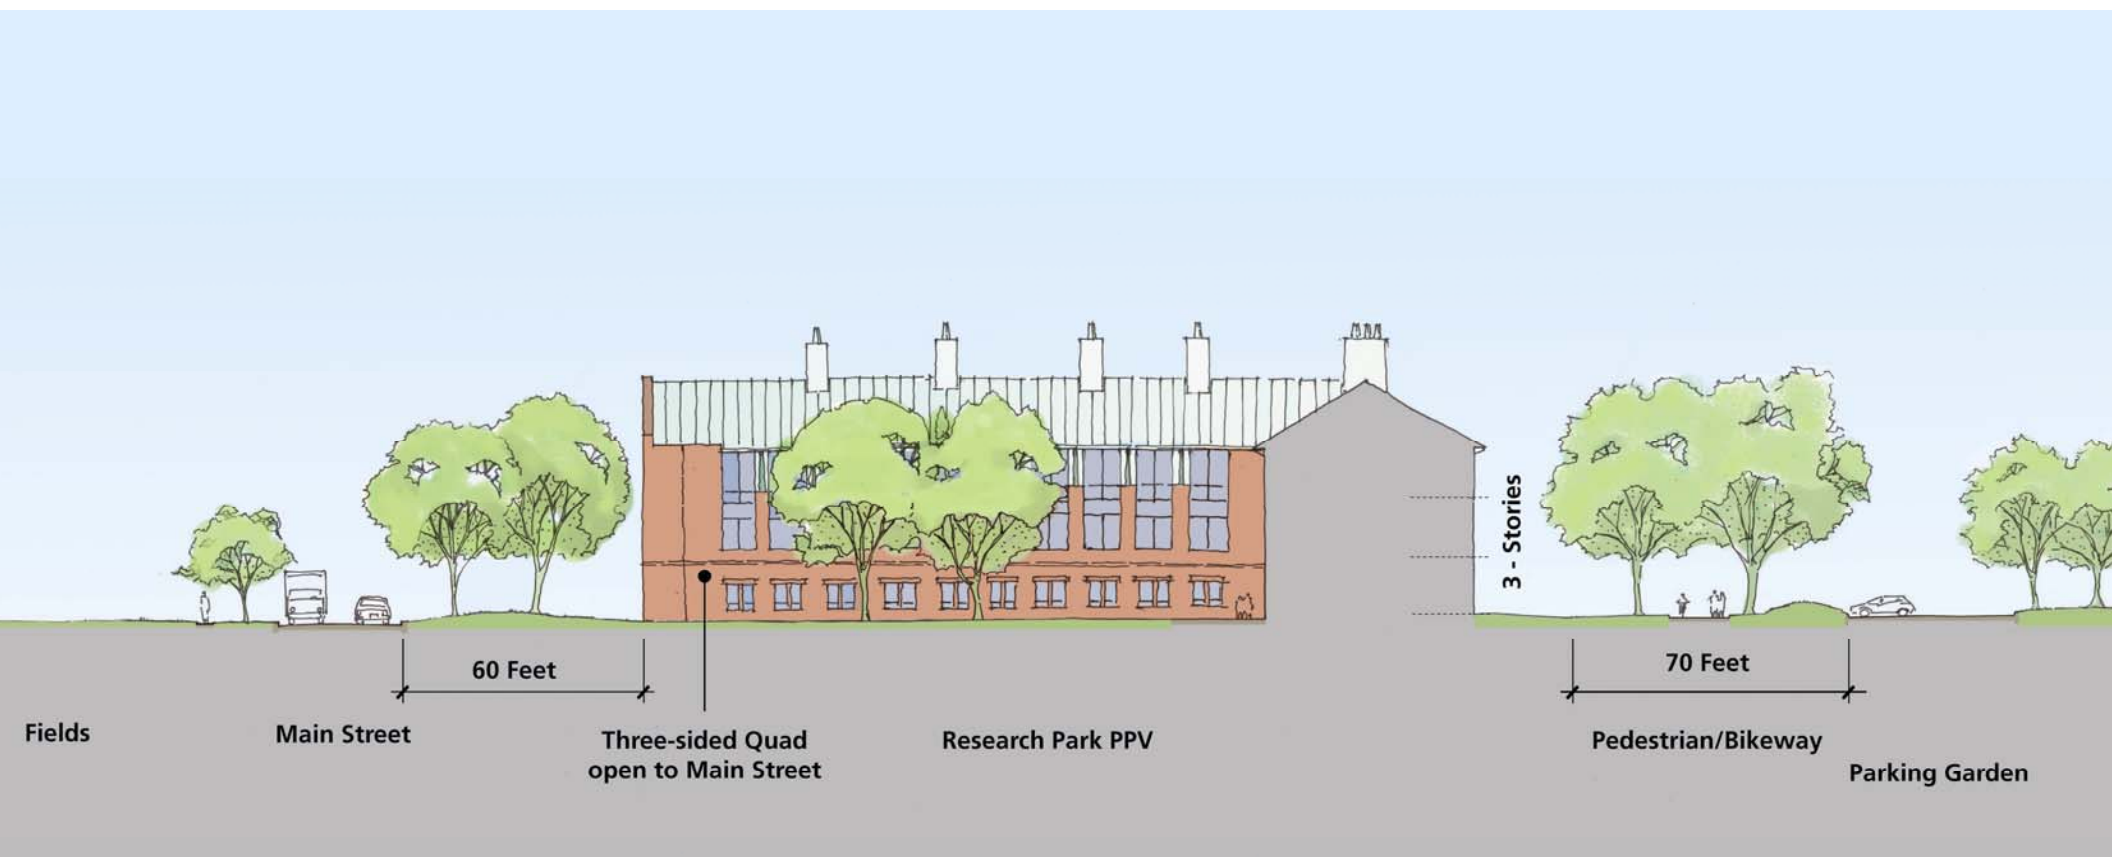 3 - Stories
60 Feet
70 Feet
Fields
Main Street
Three-sided Quad
open to Main Street
Research Park PPV
Pedestrian/Bikeway
Parking Garden